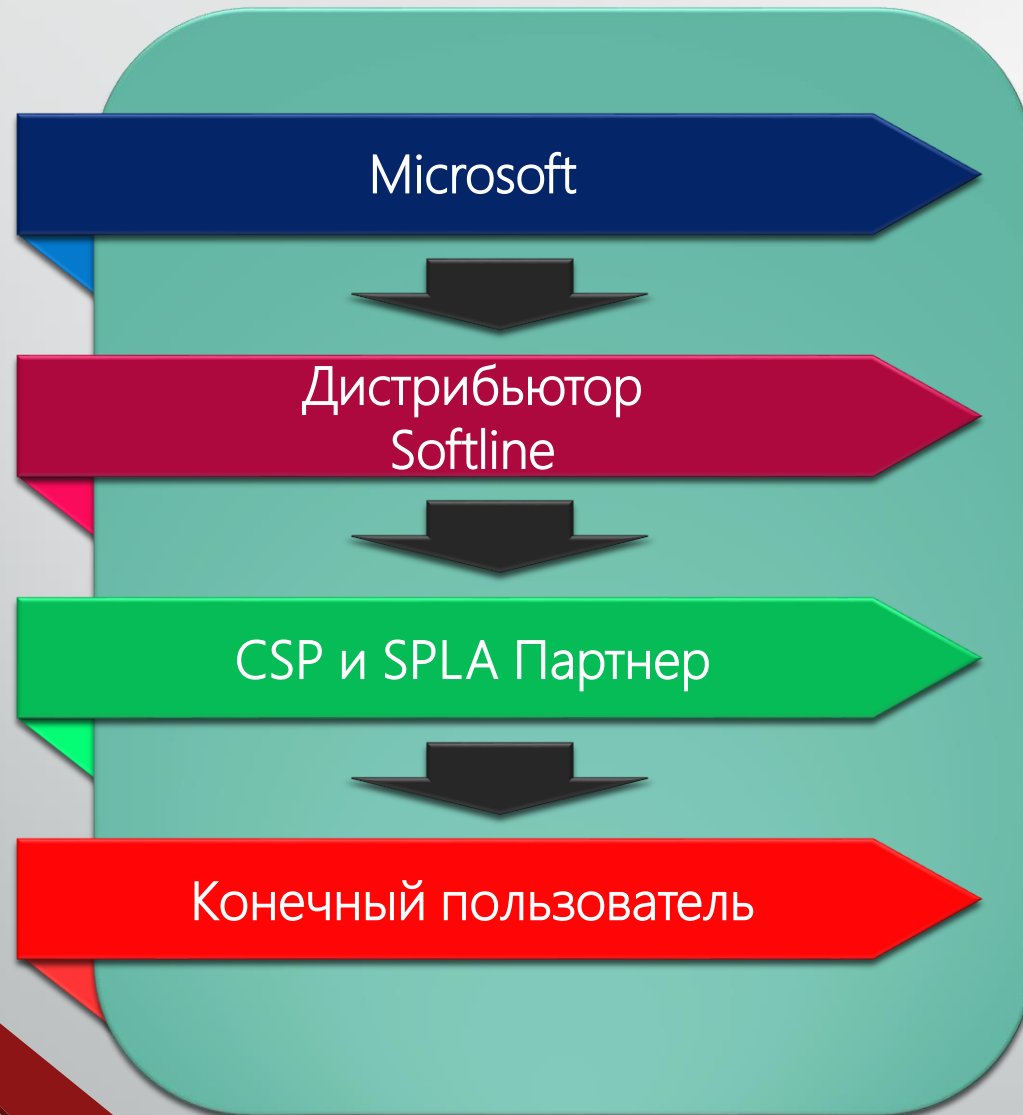 Microsoft
Дистрибьютор
Softline
CSP и SPLA Партнер
Конечный пользователь